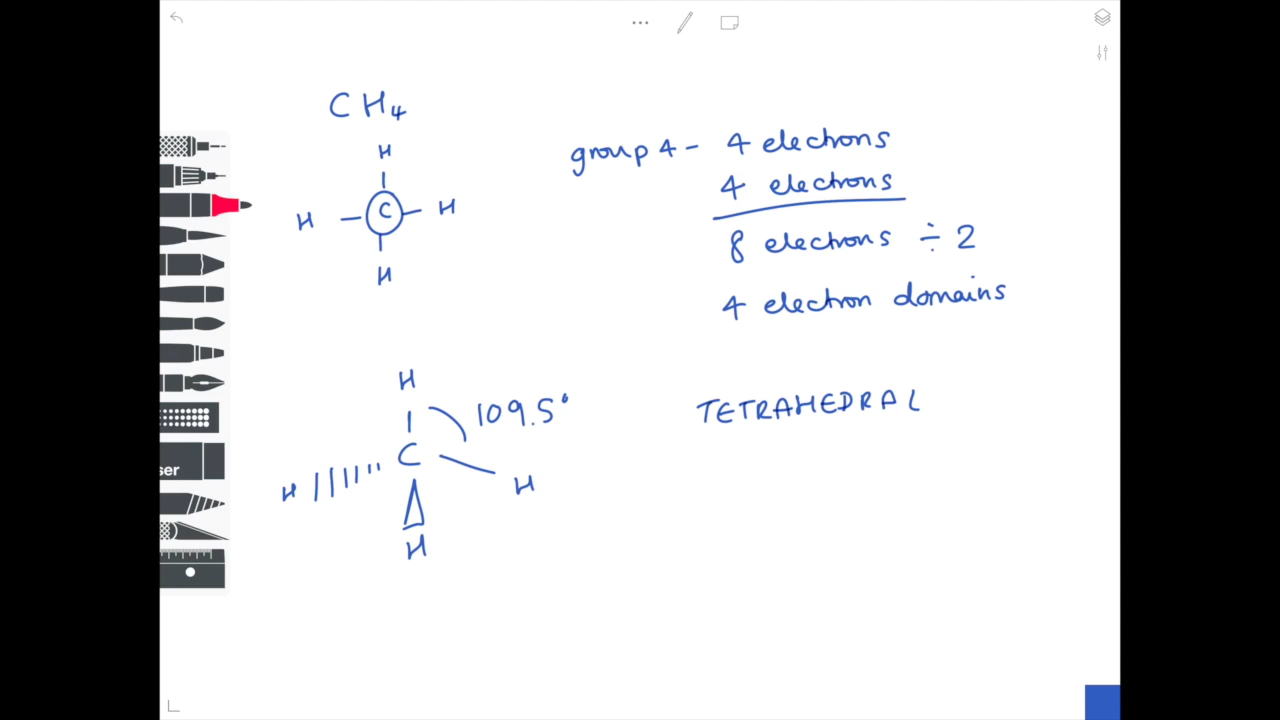 CH₄
H
H – C – H
H
group 4 – 4 electrons
4 electrons
8 electrons ÷ 2
4 electron domains
H
109.5°
C
H
H
H
TETRAHEDRAL
ser